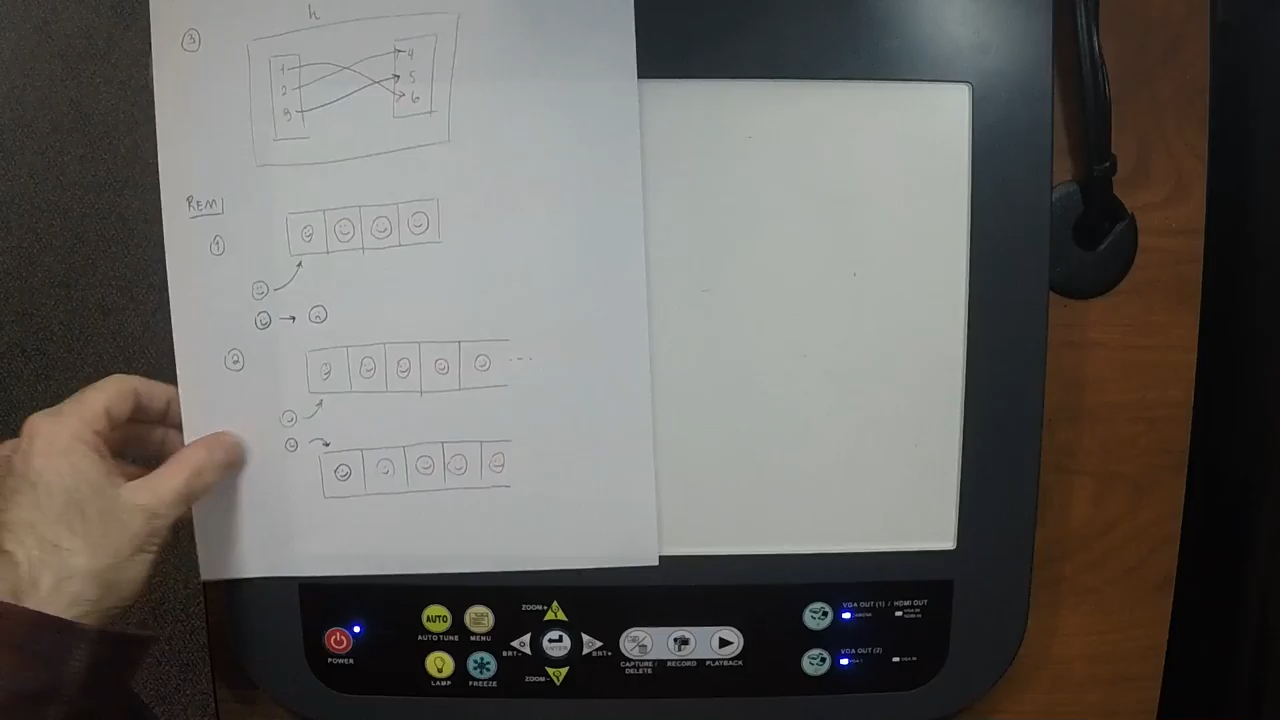 h
③
1
2
3
4
5
6
REM
①
②
...
ZOOM+
AUTO
AUTO TUNE
MENU
BRT-
ENTER
BRT+
POWER
LAMP
FREEZE
ZOOM-
CAPTURE /
DELETE
RECORD
PLAYBACK
VGA OUT (1) / HDMI OUT
CAMERA
VGA OUT (2)